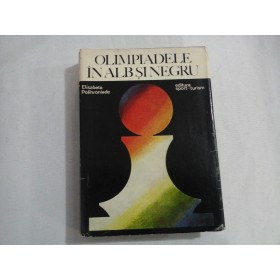 OLIMPIADELE
ÎN ALB ȘI NEGRU
Elisabeta
Polihroniade
editura
sport-turism